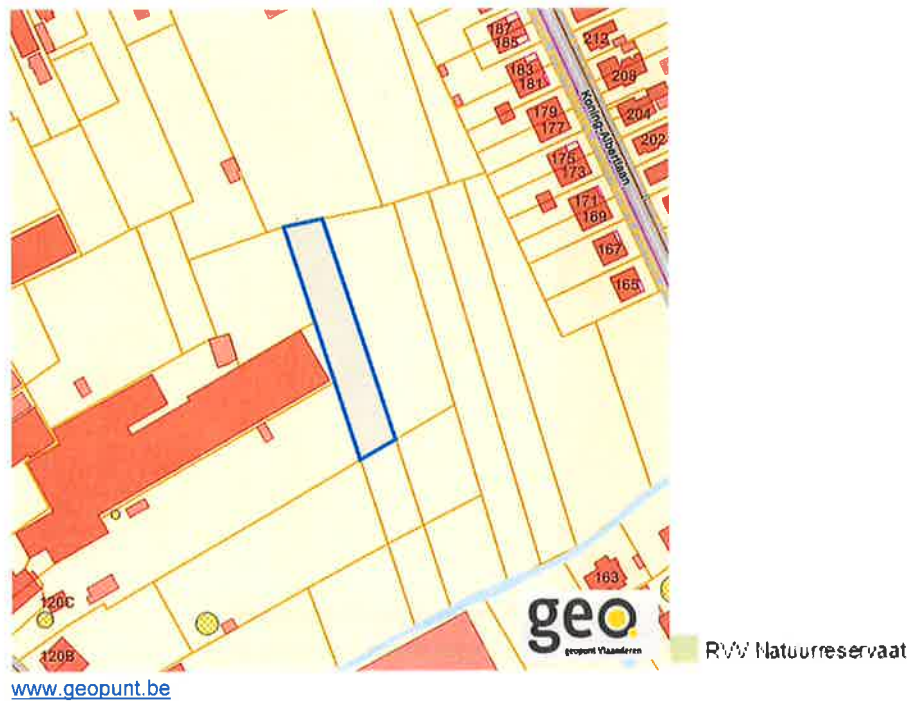 187
185
183
181
179
177
175
173
171
169
167
165
213
208
204
202
Koning-Albertlaan
163
120C
120B
geo
geopunt Vlaanderen
RVV Natuurreservaat
www.geopunt.be